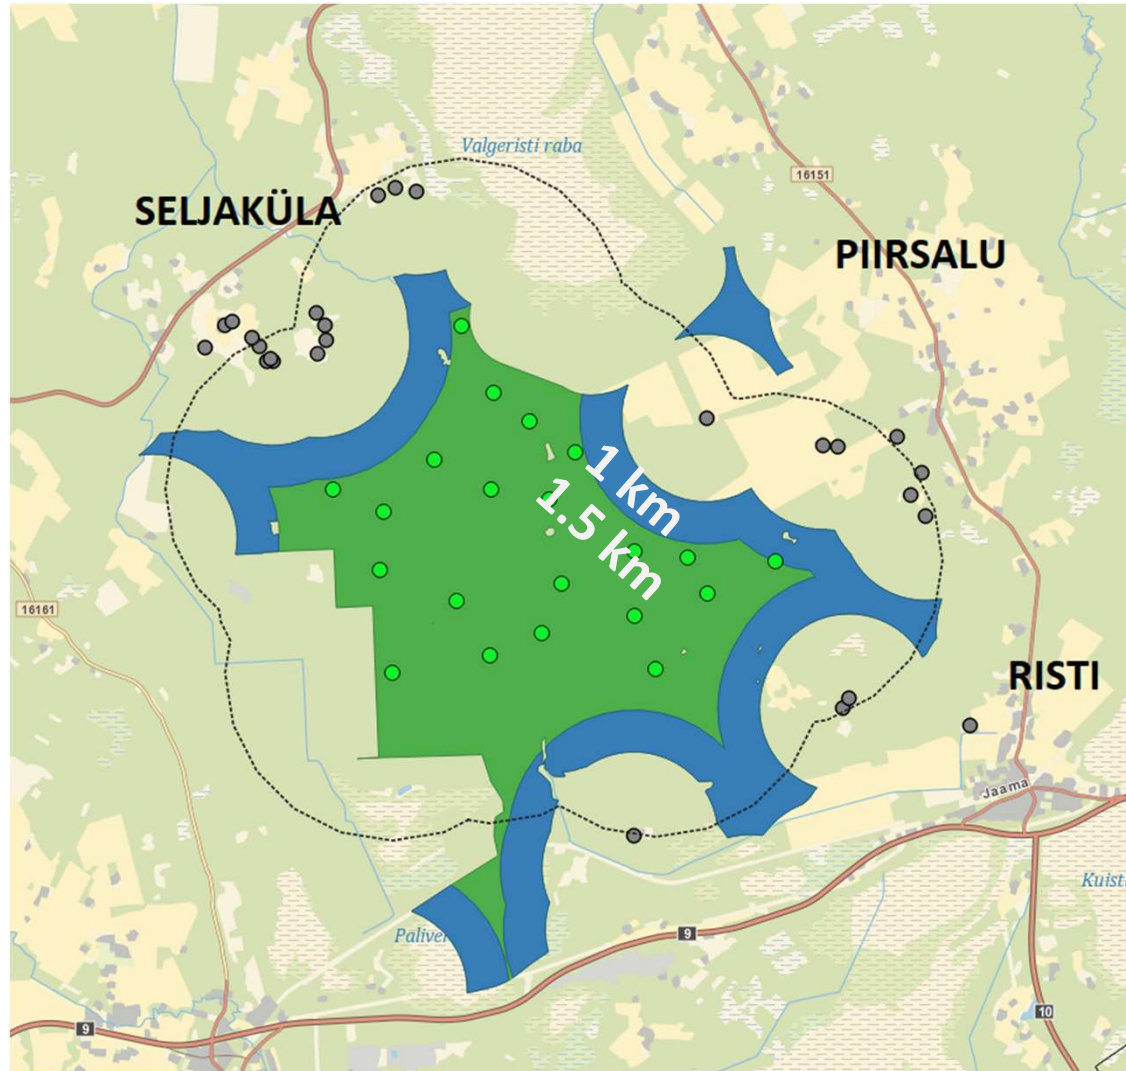 Valgeristi raba
16151
SELJAKÜLA
PIIRSALU
1 km
1.5 km
16161
RISTI
Jaama
Kuist
Paliver
9
10
9